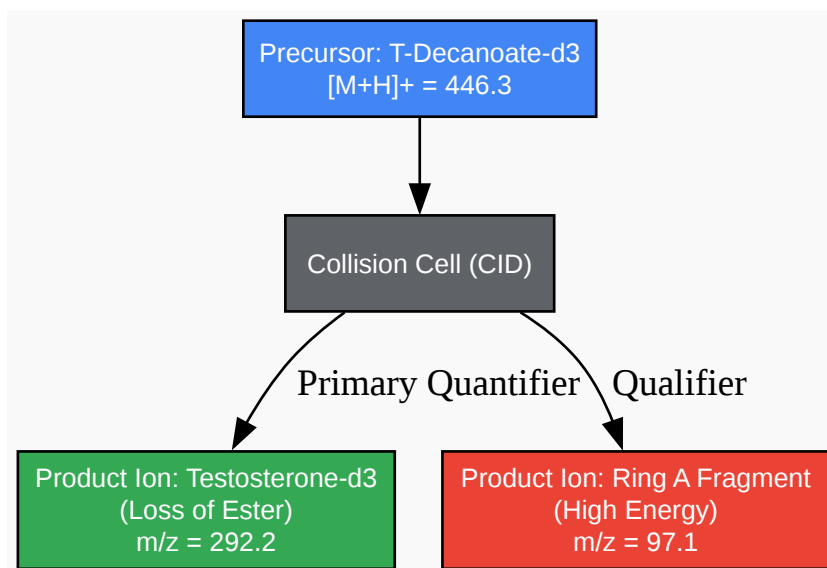 Precursor: T-Decanoate-d3
[M+H]+ = 446.3
Collision Cell (CID)
Primary Quantifier
Qualifier
Product Ion: Testosterone-d3
(Loss of Ester)
m/z = 292.2
Product Ion: Ring A Fragment
(High Energy)
m/z = 97.1